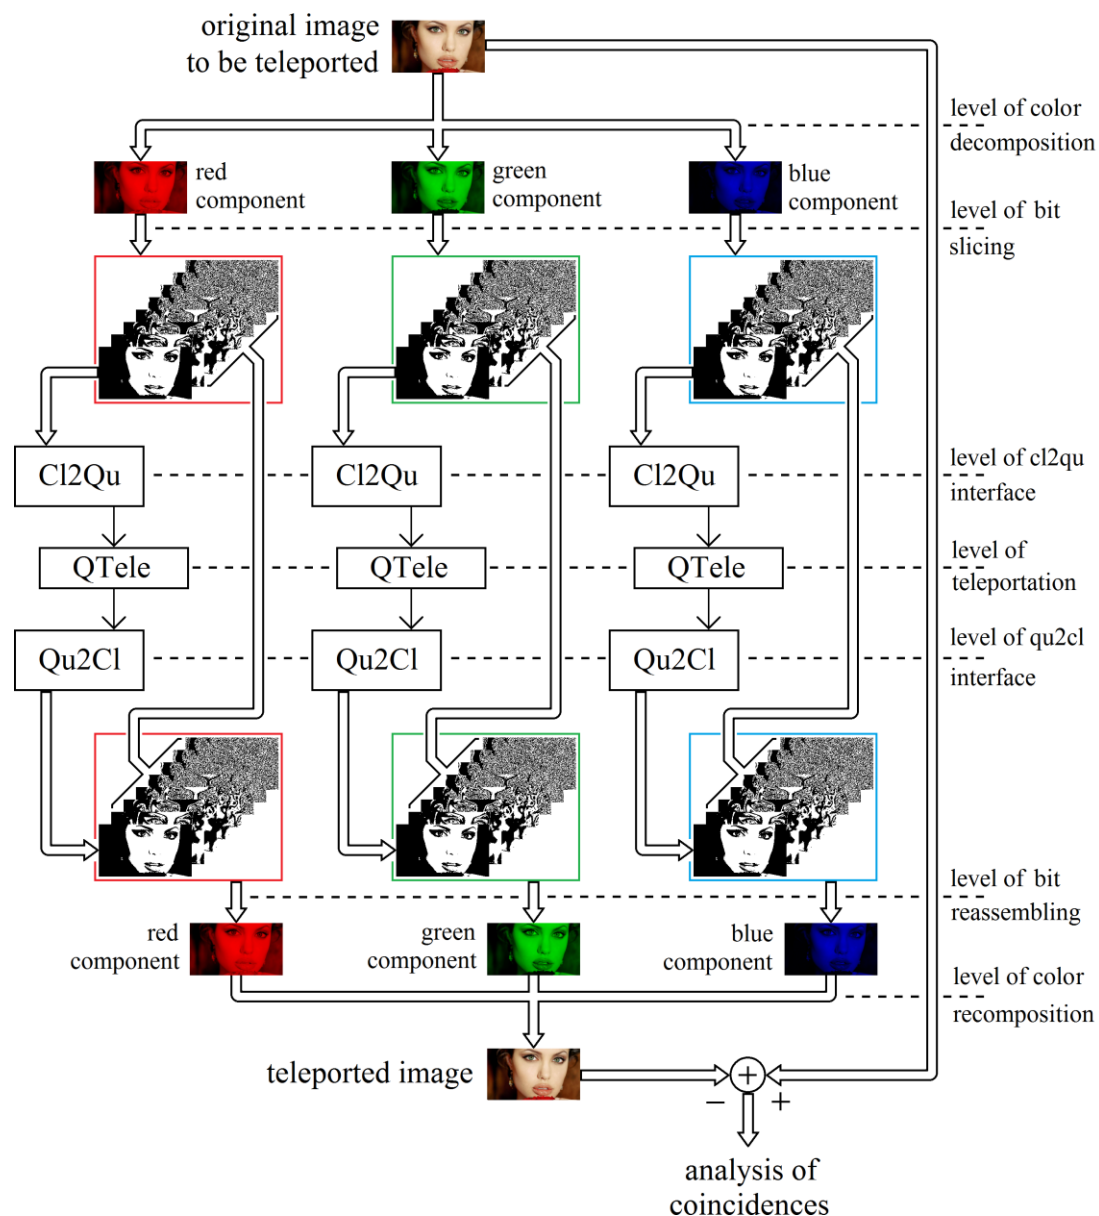 original image
to be teleported
level of color
decomposition
red
component
green
component
blue
component
level of bit
slicing
Cl2Qu
Cl2Qu
Cl2Qu
level of cl2qu
interface
QTele
QTele
QTele
level of
teleportation
Qu2Cl
Qu2Cl
Qu2Cl
level of qu2cl
interface
level of bit
reassembling
red
component
green
component
blue
component
level of color
recomposition
teleported image
+
− +
analysis of
coincidences